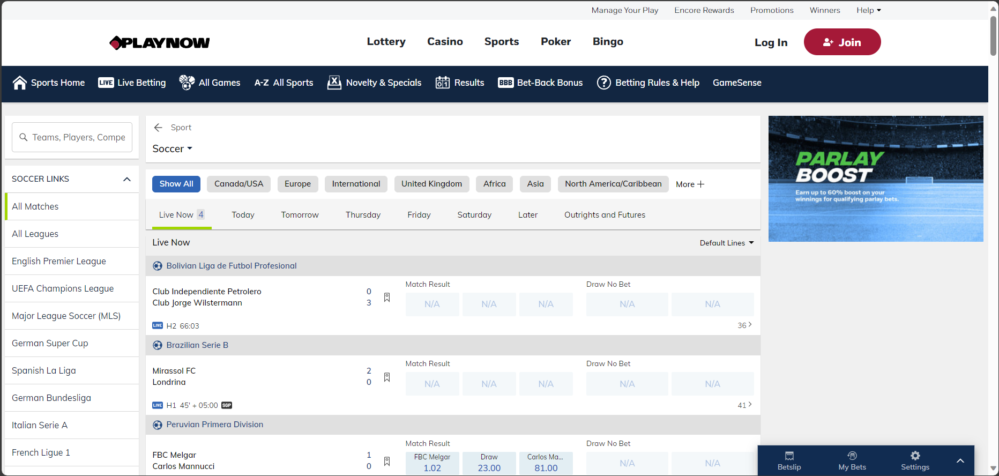 Manage Your Play Encore Rewards Promotions Winners Help
PLAYNOW
Lottery Casino Sports Poker Bingo
Log In Join
Sports Home LIVE Live Betting All Games A-Z All Sports X Novelty & Specials 01 Results BBB Bet-Back Bonus ? Betting Rules & Help GameSense
Teams, Players, Compe
SOCCER LINKS
All Matches
All Leagues
English Premier League
UEFA Champions League
Major League Soccer (MLS)
German Super Cup
Spanish La Liga
German Bundesliga
Italian Serie A
French Ligue 1
Sport
Soccer
Show All Canada/USA Europe International United Kingdom Africa Asia North America/Caribbean More
Live Now 4 Today Tomorrow Thursday Friday Saturday Later Outrights and Futures
Live Now Default Lines
Bolivian Liga de Futbol Profesional
Match Result Draw No Bet
Club Independiente Petrolero 0
Club Jorge Wilstermann 3
N/A N/A N/A N/A N/A
LIVE H2 66:03 36
Brazilian Serie B
Match Result Draw No Bet
Mirassol FC 2
Londrina 0
N/A N/A N/A N/A N/A
LIVE H1 45' + 05:00 SGP 41
Peruvian Primera Division
Match Result Draw No Bet
FBC Melgar 1
Carlos Mannucci 0
FBC Melgar Draw Carlos Ma...
1.02 23.00 81.00 N/A N/A
PARLAY
BOOST
Earn up to 60% boost on your
winnings for qualifying parlay bets.
Betslip My Bets Settings